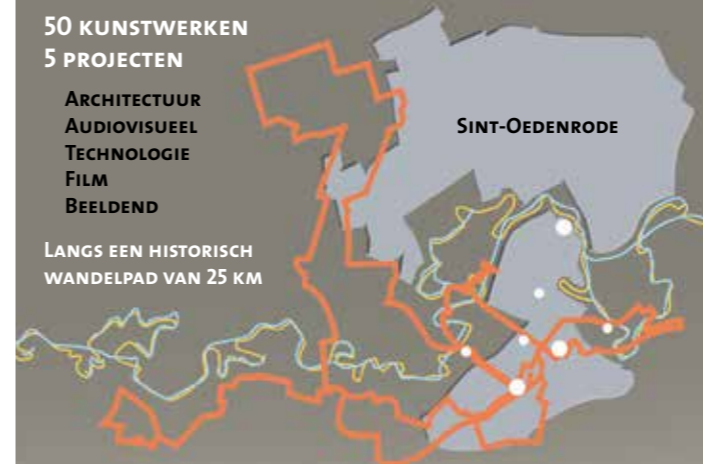 50 KUNSTWERKEN
5 PROJECTEN
ARCHITECTUUR
AUDIOVISUEEL
TECHNOLOGIE
FILM
BEELDEND
LANGS EEN HISTORISCH
WANDELPAD VAN 25 KM
SINT-OEDENRODE